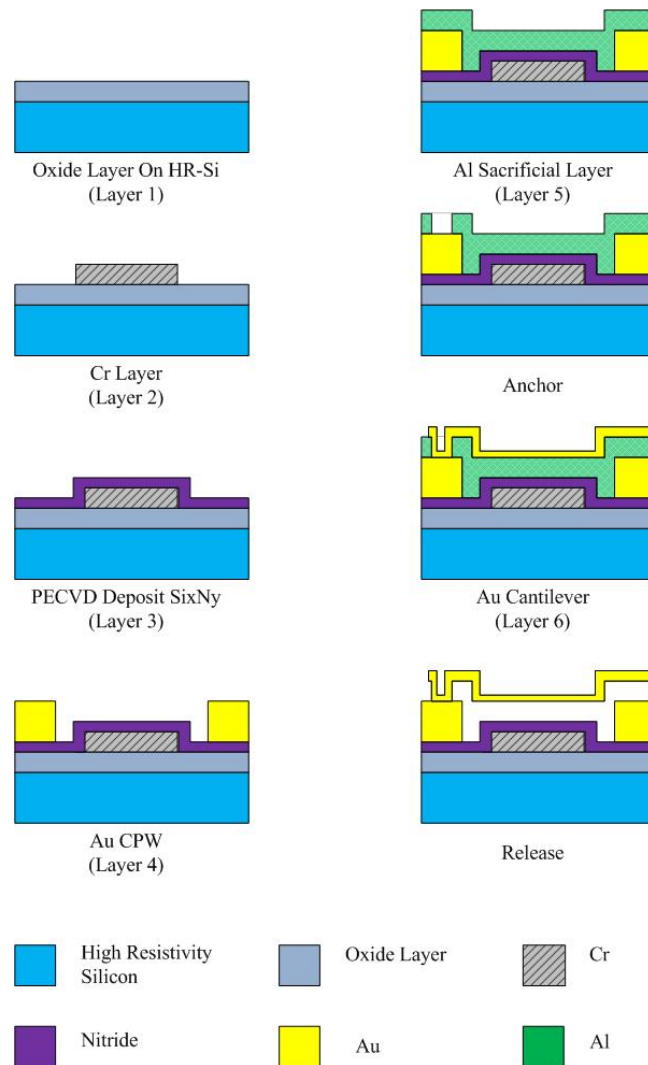 Oxide Layer On HR-Si
(Layer 1)
Cr Layer
(Layer 2)
PECVD Deposit SixNy
(Layer 3)
Au CPW
(Layer 4)
Al Sacrificial Layer
(Layer 5)
Anchor
Au Cantilever
(Layer 6)
Release
High Resistivity
Silicon
Oxide Layer
Cr
Nitride
Au
Al